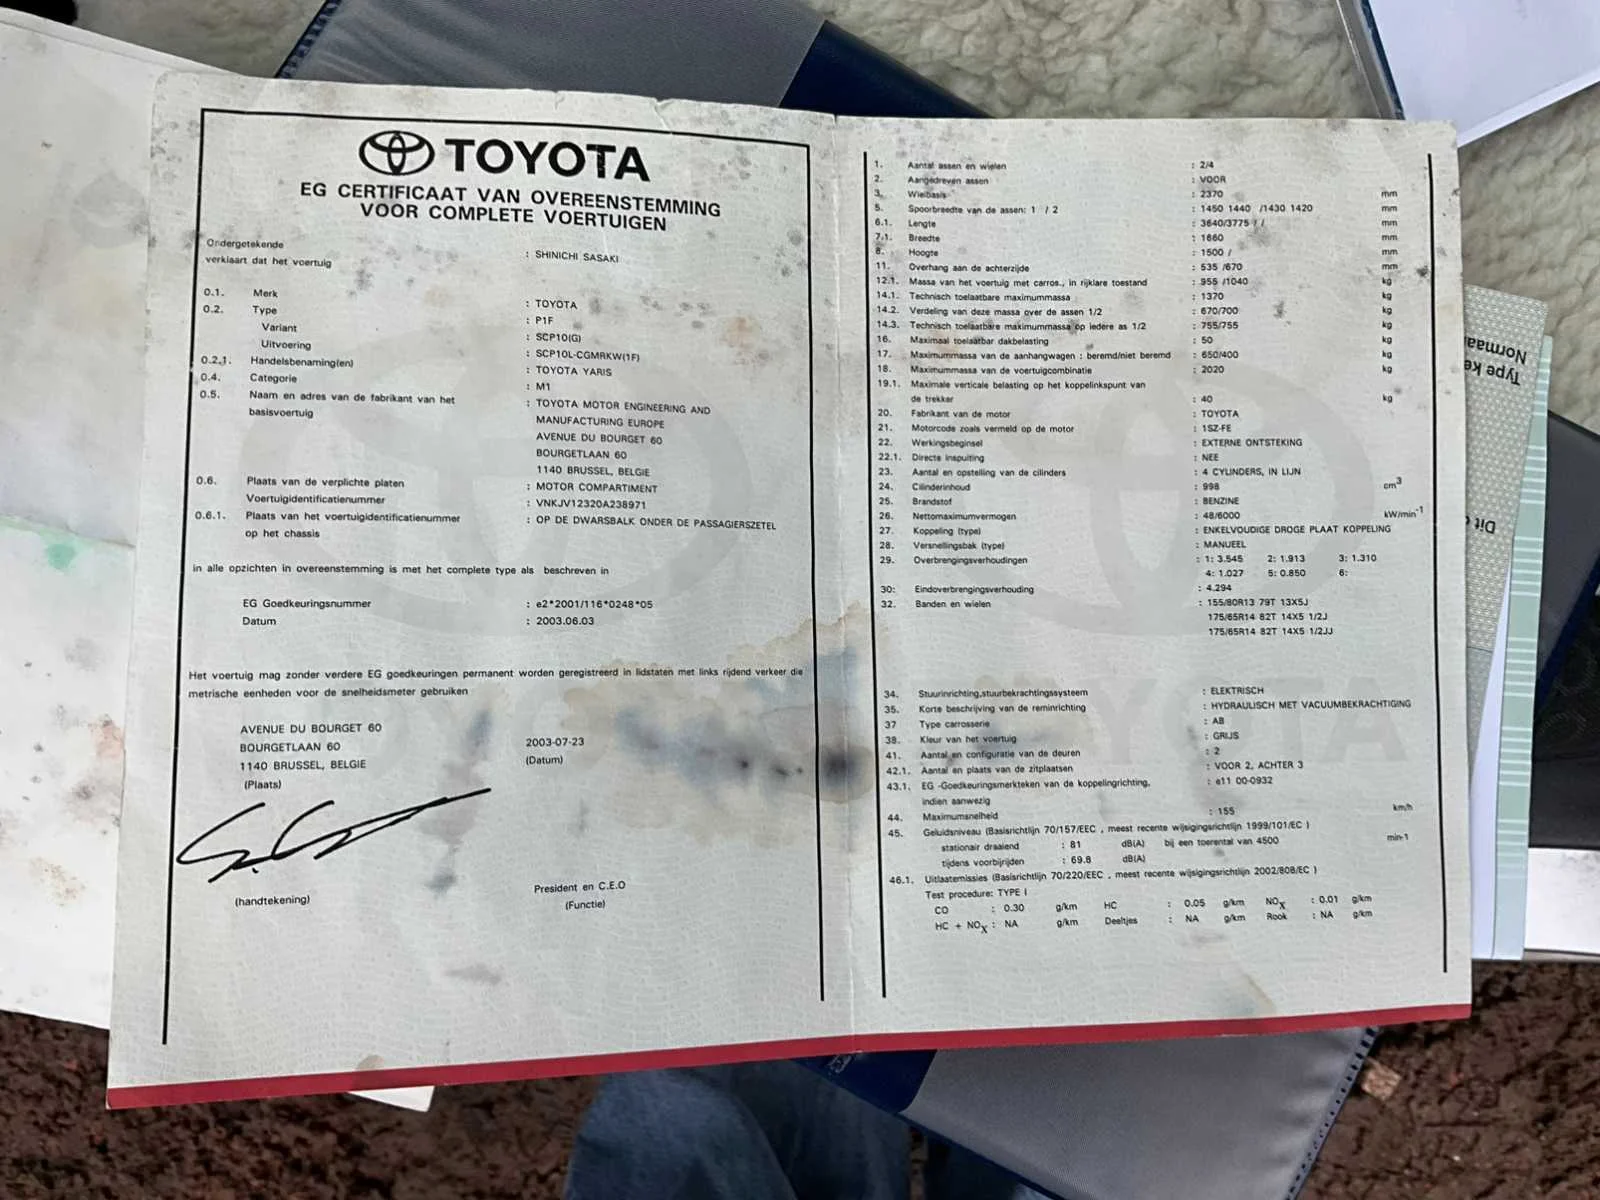 TOYOTA
EG CERTIFICAAT VAN OVEREENSTEMMING
VOOR COMPLETE VOERTUIGEN
Ondergetekende : SHINICHI SASAKI
verklaart dat het voertuig
0.1. Merk : TOYOTA
0.2. Type : P1F
Variant : SCP10(G)
Uitvoering : SCP10L-CGMRKW(1F)
0.2.1. Handelsbenaming(en) : TOYOTA YARIS
0.4. Categorie : M1
0.5. Naam en adres van de fabrikant van het : TOYOTA MOTOR ENGINEERING AND
basisvoertuig MANUFACTURING EUROPE
AVENUE DU BOURGET 60
BOURGETLAAN 60
1140 BRUSSEL, BELGIE
0.6. Plaats van de verplichte platen : MOTOR COMPARTIMENT
Voertuigidentificatienummer : VNKJV12320A238971
0.6.1. Plaats van het voertuigidentificatienummer : OP DE DWARSBALK ONDER DE PASSAGIERSZETEL
op het chassis
in alle opzichten in overeenstemming is met het complete type als beschreven in
EG Goedkeuringsnummer : e2*2001/116*0248*05
Datum : 2003.06.03
Het voertuig mag zonder verdere EG goedkeuringen permanent worden geregistreerd in lidstaten met links rijdend verkeer die
metrische eenheden voor de snelheidsmeter gebruiken
AVENUE DU BOURGET 60
BOURGETLAAN 60 2003-07-23
1140 BRUSSEL, BELGIE (Datum)
(Plaats)
President en C.E.O
(handtekening) (Functie)
1. Aantal assen en wielen : 2/4
2. Aangedreven assen : VOOR
3. Wielbasis : 2370 mm
5. Spoorbreedte van de assen: 1 / 2 : 1450 1440 /1430 1420 mm
6.1. Lengte : 3640/3775 / / mm
7.1. Breedte : 1660 mm
8. Hoogte : 1500 / mm
11. Overhang aan de achterzijde : 535 /670 mm
12.1. Massa van het voertuig met carros., in rijklare toestand : 955 /1040 kg
14.1. Technisch toelaatbare maximummassa : 1370 kg
14.2. Verdeling van deze massa over de assen 1/2 : 670/700 kg
14.3. Technisch toelaatbare maximummassa op iedere as 1/2 : 755/755 kg
16. Maximaal toelaatbar dakbelasting : 50 kg
17. Maximummassa van de aanhangwagen : beremd/niet beremd : 650/400 kg
18. Maximummassa van de voertuigcombinatie : 2020 kg
19.1. Maximale verticale belasting op het koppelinkspunt van
de trekker : 40 kg
20. Fabrikant van de motor : TOYOTA
21. Motorcode zoals vermeld op de motor : 1SZ-FE
22. Werkingsbeginsel : EXTERNE ONTSTEKING
22.1. Directe inspuiting : NEE
23. Aantal en opstelling van de cilinders : 4 CYLINDERS, IN LIJN
24. Cilinderinhoud : 998 cm3
25. Brandstof : BENZINE
26. Nettomaximumvermogen : 48/6000 kW/min-1
27. Koppeling (type) : ENKELVOUDIGE DROGE PLAAT KOPPELING
28. Versnellingsbak (type) : MANUEEL
29. Overbrengingsverhoudingen : 1: 3.545 2: 1.913 3: 1.310
4: 1.027 5: 0.850 6:
30: Eindoverbrengingsverhouding : 4.294
32. Banden en wielen : 155/80R13 79T 13X5J
175/65R14 82T 14X5 1/2J
175/65R14 82T 14X5 1/2JJ
34. Stuurinrichting,stuurbekrachtigingssysteem : ELEKTRISCH
35. Korte beschrijving van de reminrichting : HYDRAULISCH MET VACUUMBEKRACHTIGING
37 Type carrosserie : AB
38. Kleur van het voertuig : GRIJS
41. Aantal en configuratie van de deuren : 2
42.1. Aantal en plaats van de zitplaatsen : VOOR 2, ACHTER 3
43.1. EG -Goedkeuringsmerkteken van de koppelingrichting, : e11 00-0932
indien aanwezig
44. Maximumsnelheid : 155 km/h
45. Geluidsniveau (Basisrichtlijn 70/157/EEC , meest recente wijsigingsrichtlijn 1999/101/EC )
stationair draaiend : 81 dB(A) bij een toerental van 4500 min-1
tijdens voorbijrijden : 69.8 dB(A)
46.1. Uitlaatemissies (Basisrichtlijn 70/220/EEC , meest recente wijsigingsrichtlijn 2002/80B/EC )
Test procedure: TYPE I
CO : 0.30 g/km HC : 0.05 g/km NOX : 0.01 g/km
HC + NOX : NA g/km Deeltjes : NA g/km Rook : NA g/km
Type
Dit